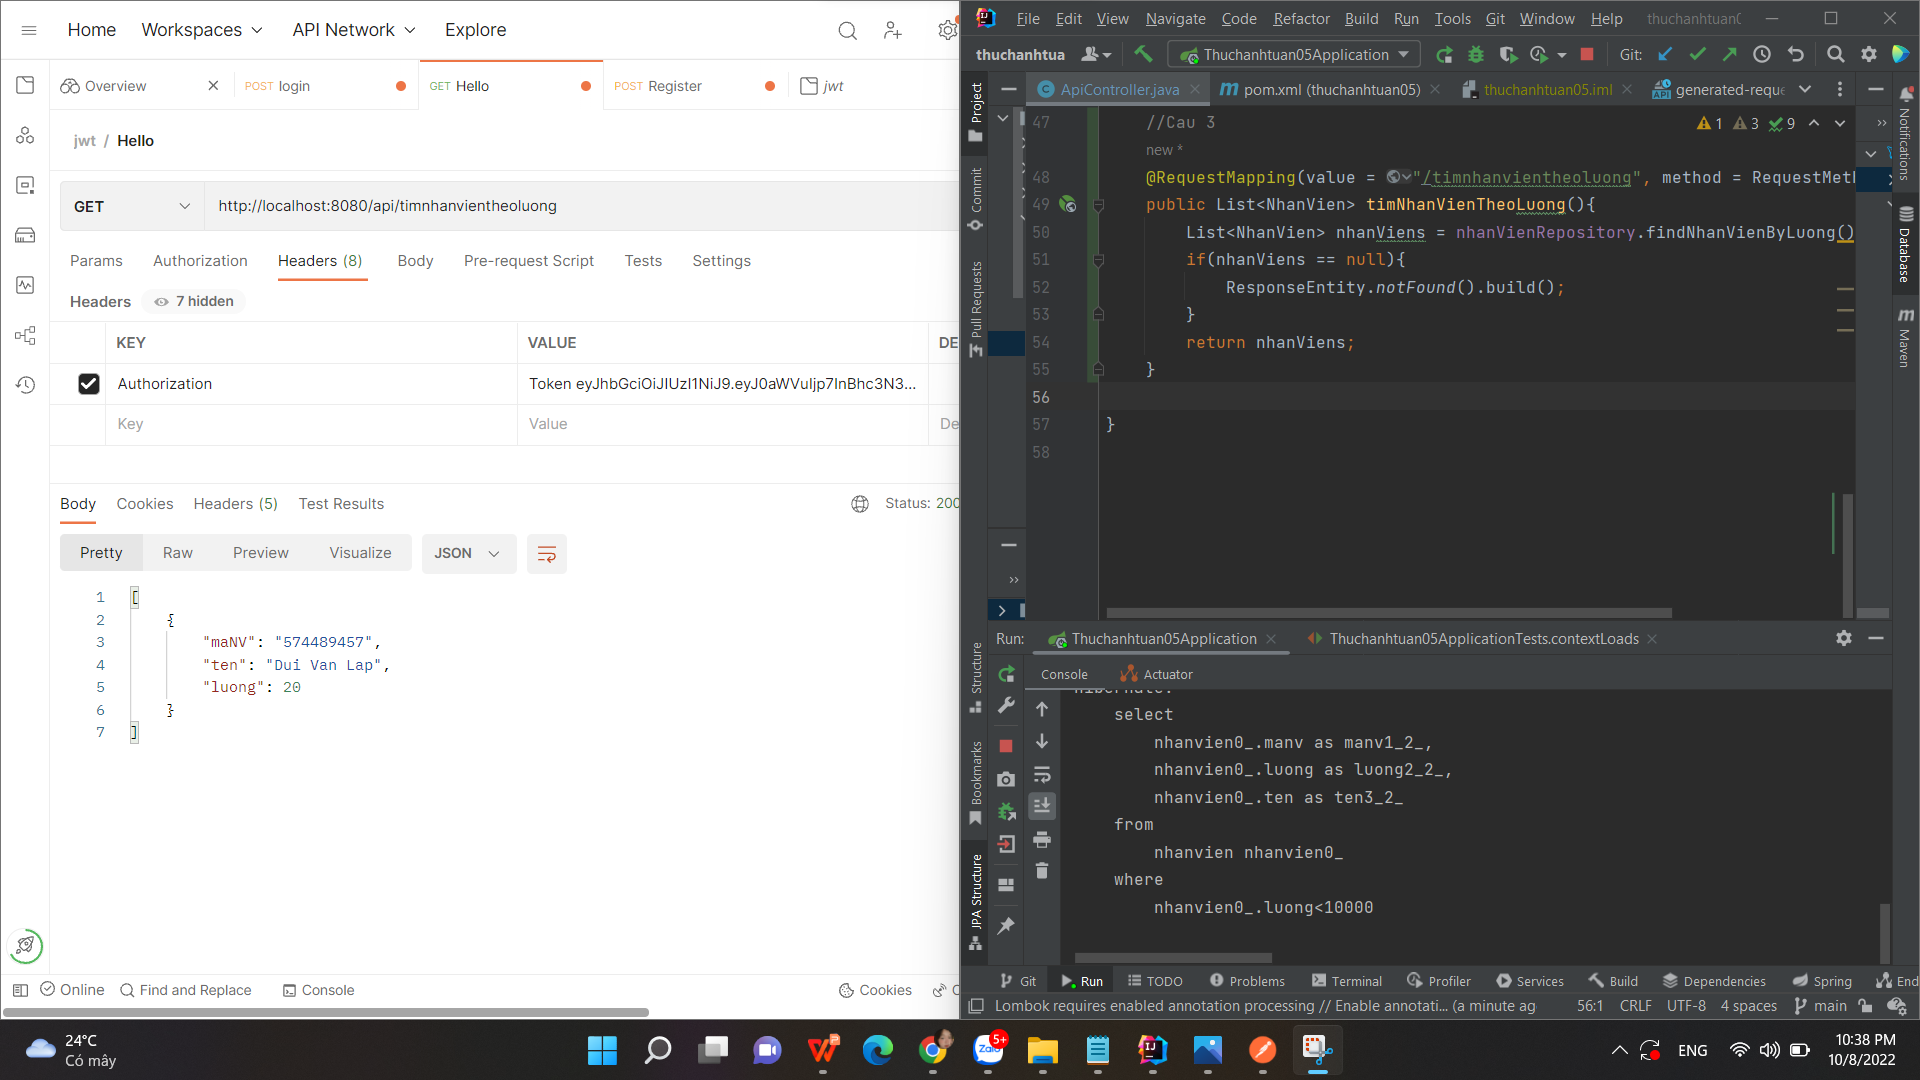 Home
Workspaces
API Network
Explore
Overview
POST login
GET Hello
POST Register
jwt
jwt / Hello
GET
http://localhost:8080/api/timnhanvientheoluong
Params
Authorization
Headers (8)
Body
Pre-request Script
Tests
Settings
Headers
7 hidden
KEY
VALUE
DE
Authorization
Token eyJhbGciOiJIUzI1NiJ9.eyJ0aWVuIjp7InBhc3N3...
Key
Value
De
Body
Cookies
Headers (5)
Test Results
Status: 200
Pretty
Raw
Preview
Visualize
JSON
1 [
2 {
3 "maNV": "574489457",
4 "ten": "Dui Van Lap",
5 "luong": 20
6 }
7 ]
Online
Find and Replace
Console
Cookies
File Edit View Navigate Code Refactor Build Run Tools Git Window Help
thuchanhtua
Thuchanhtuan05Application
Git:
ApiController.java
pom.xml (thuchanhtuan05)
thuchanhtuan05.iml
generated-reque
Project
Commit
Pull Requests
Structure
Bookmarks
JPA Structure
Notifications
Database
Maven
1 3 9
47 //Cau 3
new *
48 @RequestMapping(value = "/timnhanvientheoluong", method = RequestMeth
49 public List<NhanVien> timNhanVienTheoLuong(){
50 List<NhanVien> nhanViens = nhanVienRepository.findNhanVienByLuong()
51 if(nhanViens == null){
52 ResponseEntity.notFound().build();
53 }
54 return nhanViens;
55 }
56
57 }
58
Run:
Thuchanhtuan05Application
Thuchanhtuan05ApplicationTests.contextLoads
Console
Actuator
Hibernate:
select
nhanvien0_.manv as manv1_2_,
nhanvien0_.luong as luong2_2_,
nhanvien0_.ten as ten3_2_
from
nhanvien nhanvien0_
where
nhanvien0_.luong<10000
Git
Run
TODO
Problems
Terminal
Profiler
Services
Build
Dependencies
Spring
End
Lombok requires enabled annotation processing // Enable annotati... (a minute ag
56:1
CRLF
UTF-8
4 spaces
main
24°C
Có mây
Zalo
5+
ENG
10:38 PM
10/8/2022